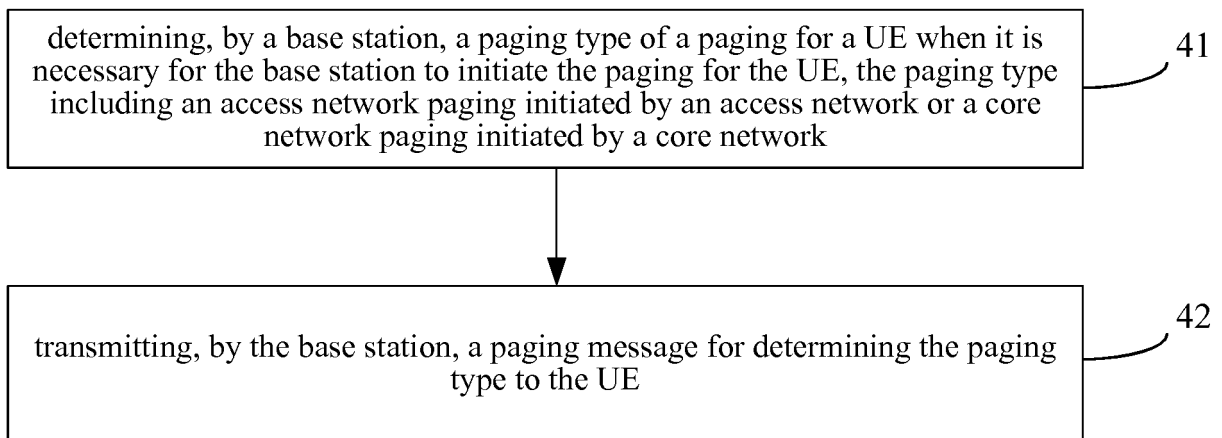 determining, by a base station, a paging type of a paging for a UE when it is
necessary for the base station to initiate the paging for the UE, the paging type
including an access network paging initiated by an access network or a core
network paging initiated by a core network
41
transmitting, by the base station, a paging message for determining the paging
type to the UE
42